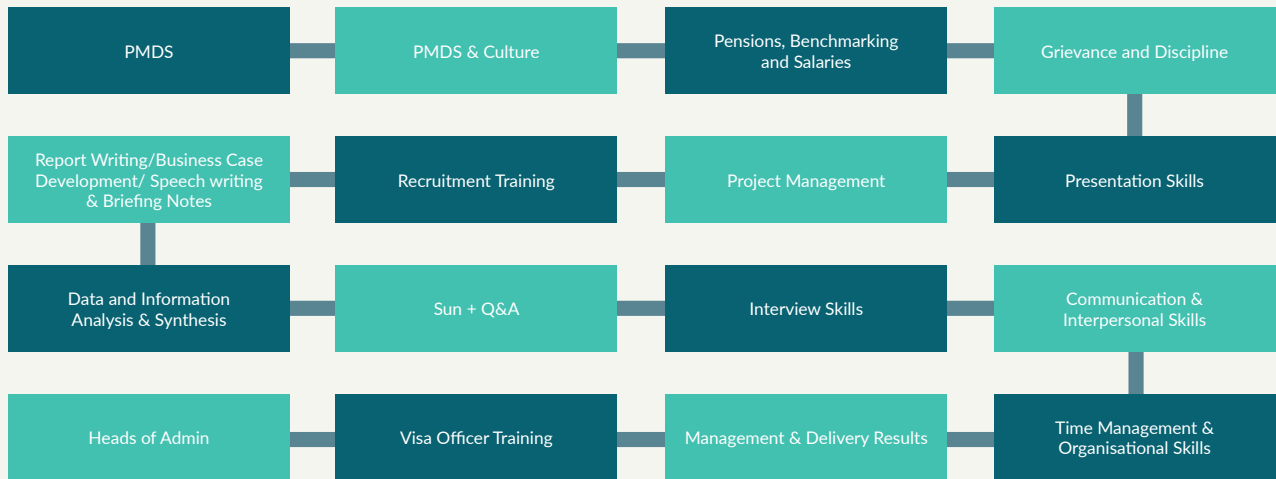 PMDS
PMDS & Culture
Pensions, Benchmarking
and Salaries
Grievance and Discipline
Report Writing/Business Case
Development/ Speech writing
& Briefing Notes
Recruitment Training
Project Management
Presentation Skills
Data and Information
Analysis & Synthesis
Sun + Q&A
Interview Skills
Communication &
Interpersonal Skills
Heads of Admin
Visa Officer Training
Management & Delivery Results
Time Management &
Organisational Skills